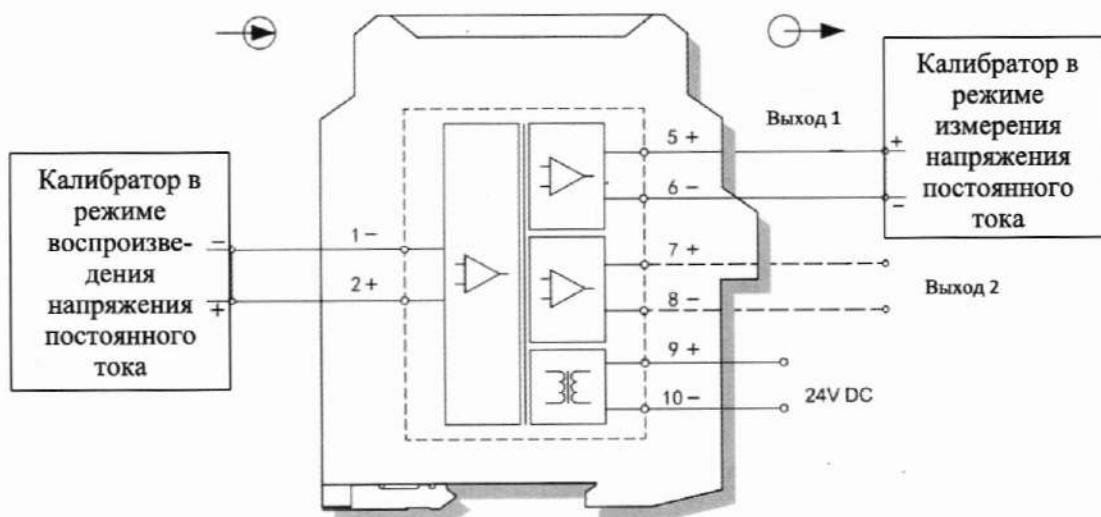 Калибратор в
режиме
воспроизве-
дения
напряжения
постоянного
тока
−
+
1 −
2 +
5 +
6 −
7 +
8 −
9 +
10 −
Выход 1
Выход 2
24V DC
Калибратор в
режиме
измерения
напряжения
постоянного
тока
+
−